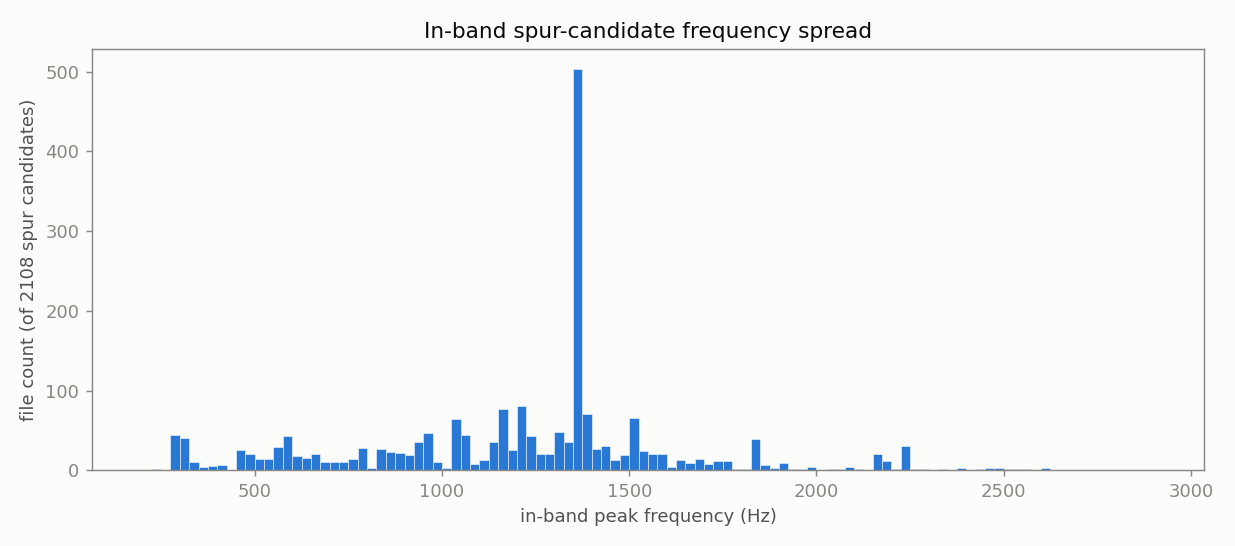 In-band spur-candidate frequency spread
file count (of 2108 spur candidates)
500
400
300
200
100
0
500 1000 1500 2000 2500 3000
in-band peak frequency (Hz)